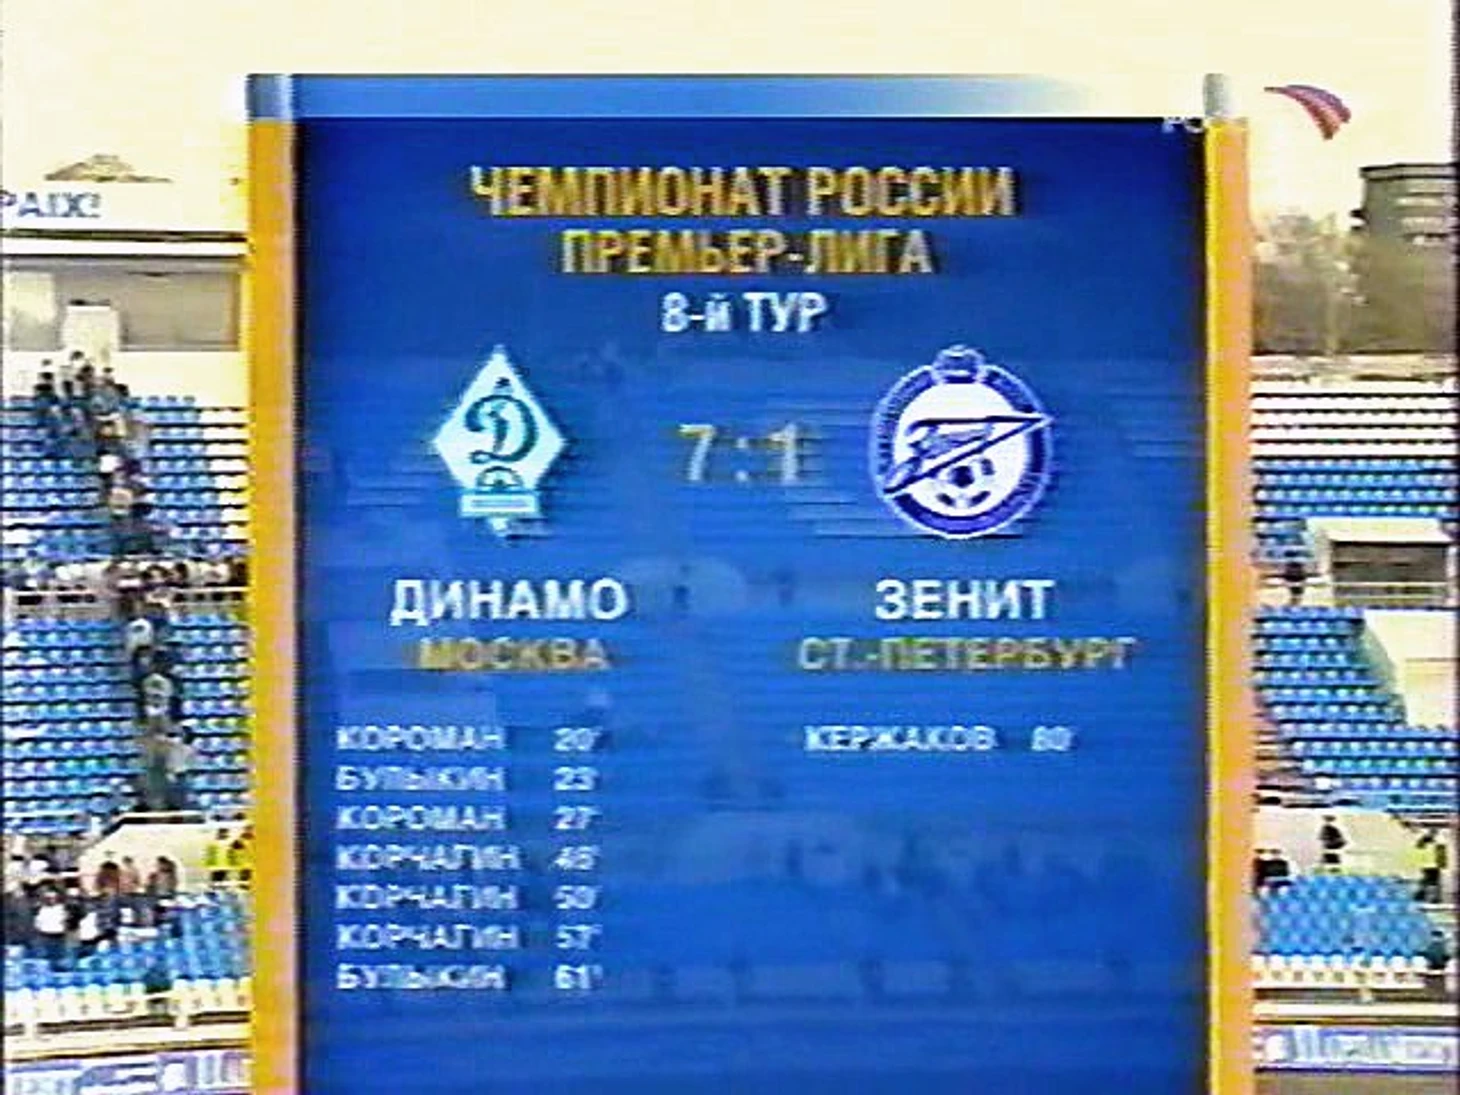 ЧЕМПИОНАТ РОССИИ
ПРЕМЬЕР-ЛИГА
8-й ТУР
7:1
ДИНАМО ЗЕНИТ
МОСКВА СТ.-ПЕТЕРБУРГ
КОРОМАН 20' КЕРЖАКОВ 80'
БУЛЫКИН 23'
КОРОМАН 27'
КОРЧАГИН 46'
КОРЧАГИН 50'
КОРЧАГИН 57'
БУЛЫКИН 61'